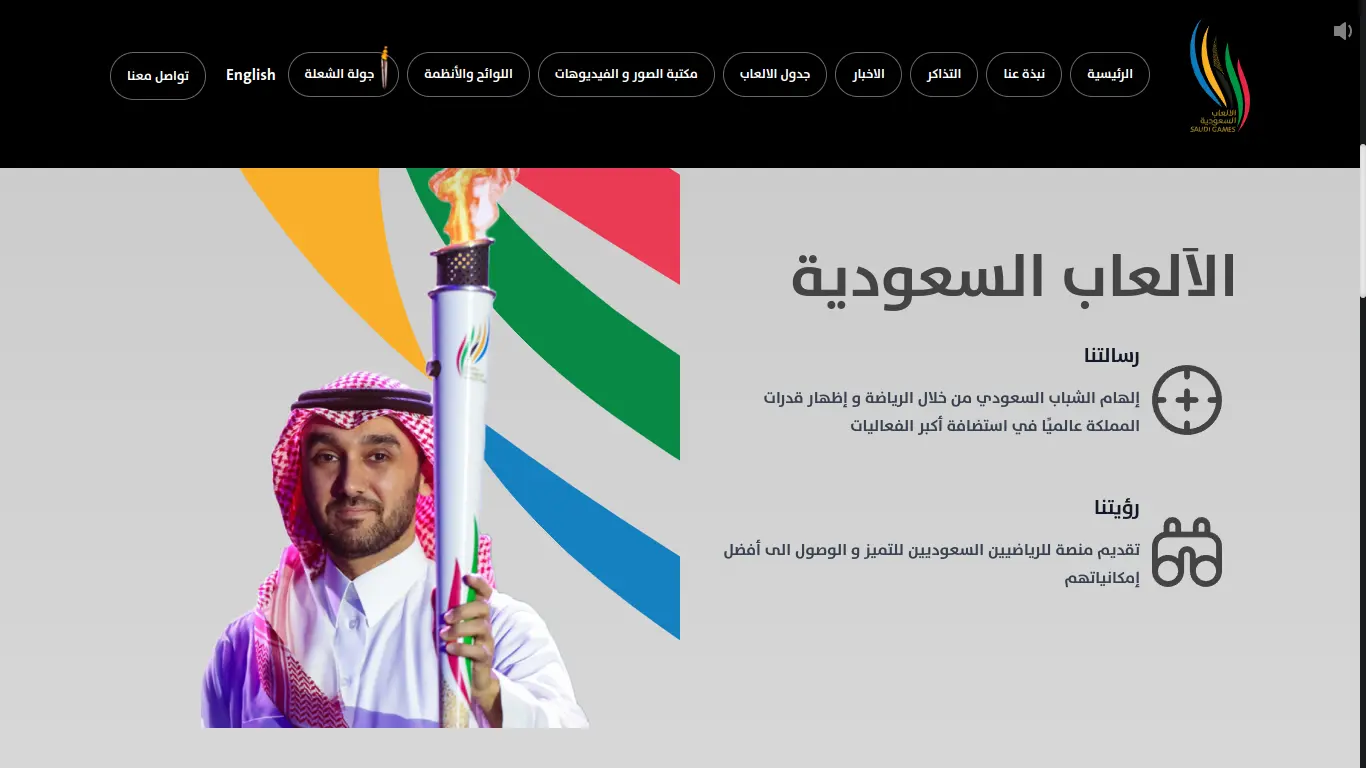 الألعاب
السعودية
SAUDI GAMES
الرئيسية
نبذة عنا
التذاكر
الاخبار
جدول الالعاب
مكتبة الصور و الفيديوهات
اللوائح والأنظمة
جولة الشعلة
English
تواصل معنا
الآلعاب السعودية
رسالتنا
إلهام الشباب السعودي من خلال الرياضة و إظهار قدرات
المملكة عالميًا في استضافة أكبر الفعاليات
رؤيتنا
تقديم منصة للرياضيين السعوديين للتميز و الوصول الى أفضل
إمكانياتهم